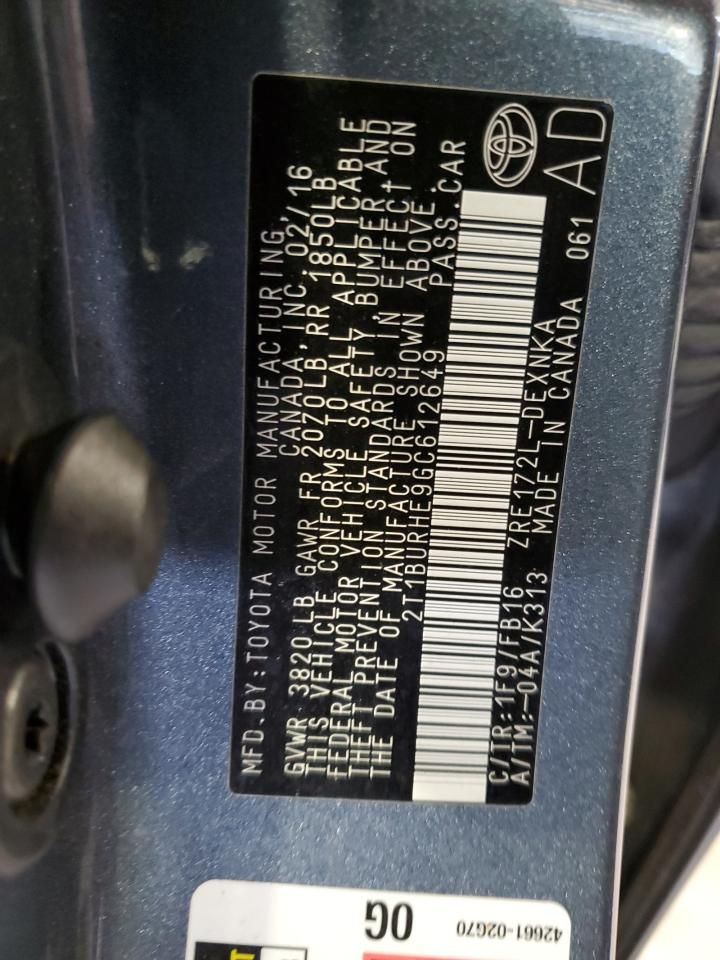 MFD.BY:TOYOTA MOTOR MANUFACTURING,
CANADA,INC. 02/16
GVWR 3820 LB GAWR FR 2070LB RR 1850LB
THIS VEHICLE CONFORMS TO ALL APPLICABLE
FEDERAL MOTOR VEHICLE SAFETY, BUMPER AND
THEFT PREVENTION STANDARDS IN EFFECT ON
THE DATE OF MANUFACTURE SHOWN ABOVE.
2T1BURHE9GC612649 PASS.CAR
C/TR:1F9/FB16 ZRE172L-DEXNKA
A/TM:-04A/K313 MADE IN CANADA 061
AD
42661-02G70
0G